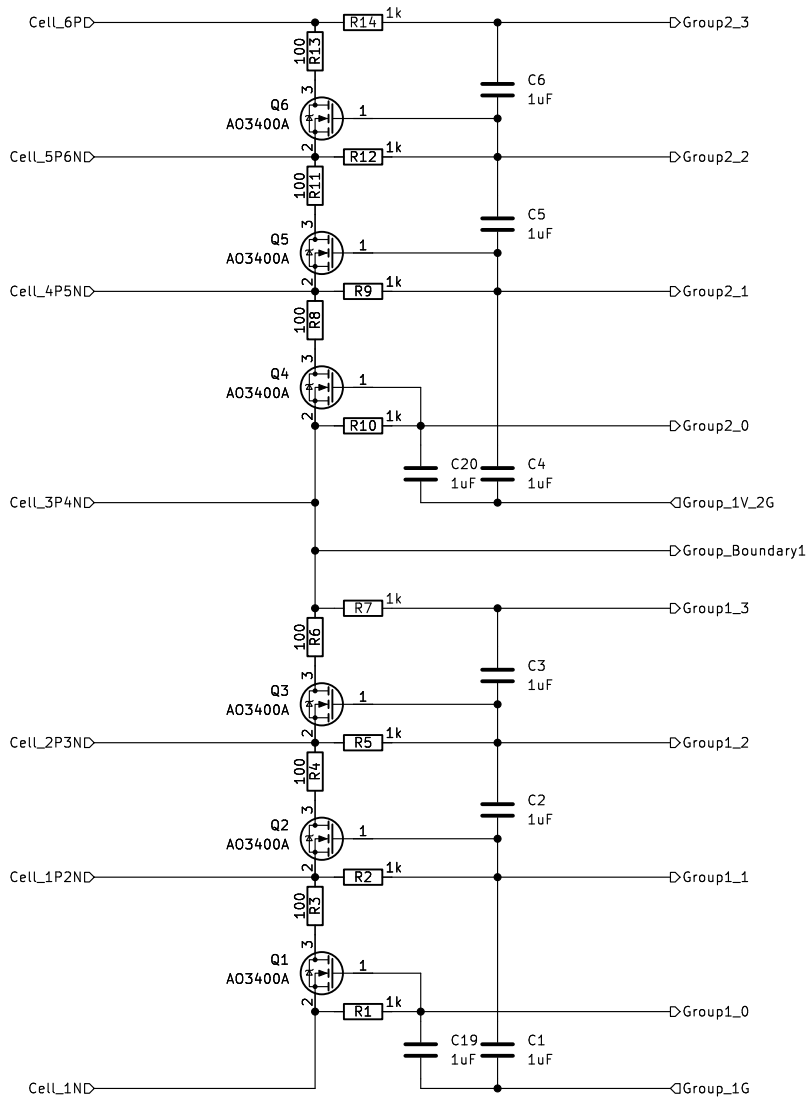 Cell_6P
R14
1k
Group2_3
100
R13
3
Q6
AO3400A
1
2
C6
1uF
Cell_5P6N
R12
1k
Group2_2
100
R11
3
Q5
AO3400A
1
2
C5
1uF
Cell_4P5N
R9
1k
Group2_1
100
R8
3
Q4
AO3400A
1
2
R10
1k
Group2_0
C20
1uF
C4
1uF
Cell_3P4N
Group_1V_2G
Group_Boundary1
R7
1k
Group1_3
100
R6
3
Q3
AO3400A
1
2
C3
1uF
Cell_2P3N
R5
1k
Group1_2
100
R4
3
Q2
AO3400A
1
2
C2
1uF
Cell_1P2N
R2
1k
Group1_1
100
R3
3
Q1
AO3400A
1
2
R1
1k
Group1_0
C19
1uF
C1
1uF
Cell_1N
Group_1G